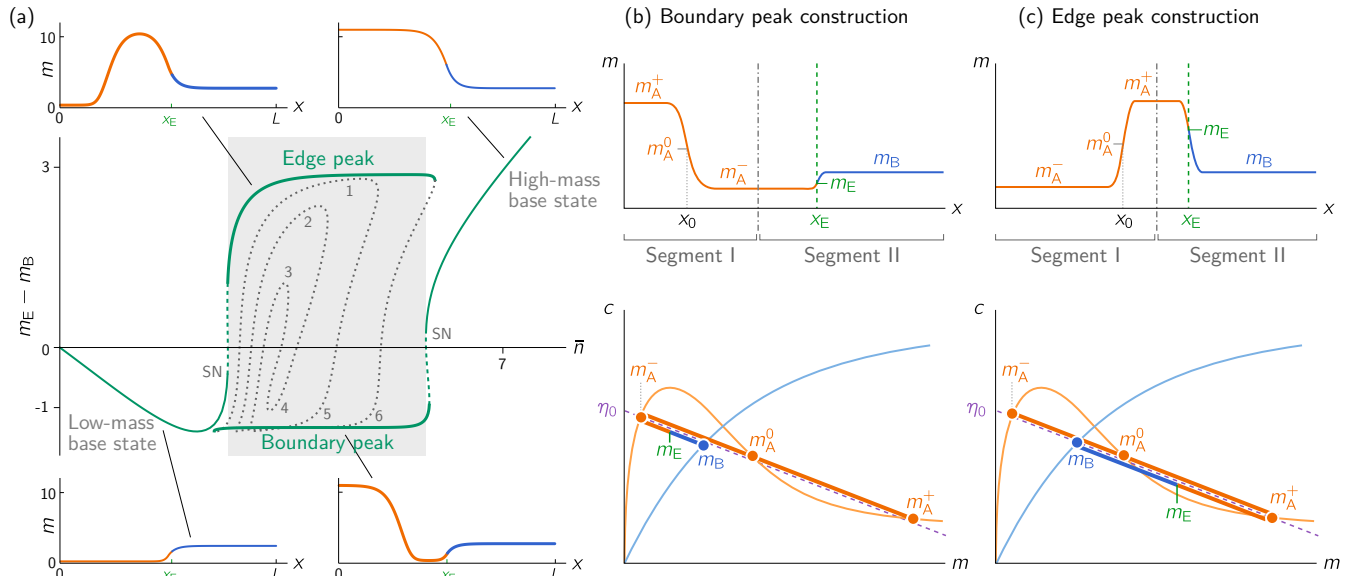 (a)
10
m
0
0
x_E
L
x
x_E
L
x
3
m_E − m_B
0
-1
Edge peak
1
2
3
4
5
6
SN
SN
n̄
7
High-mass
base state
Low-mass
base state
Boundary peak
10
m
0
0
x_E
L
x
0
x_E
L
x
(b) Boundary peak construction
m
m_A^+
m_A^0
m_A^-
m_B
m_E
x_0
x_E
x
Segment I
Segment II
c
m_A^-
η_0
m_A^0
m_E
m_B
m_A^+
m
(c) Edge peak construction
m
m_A^+
m_E
m_A^0
m_B
m_A^-
x_0
x_E
x
Segment I
Segment II
c
m_A^-
η_0
m_A^0
m_B
m_A^+
m_E
m